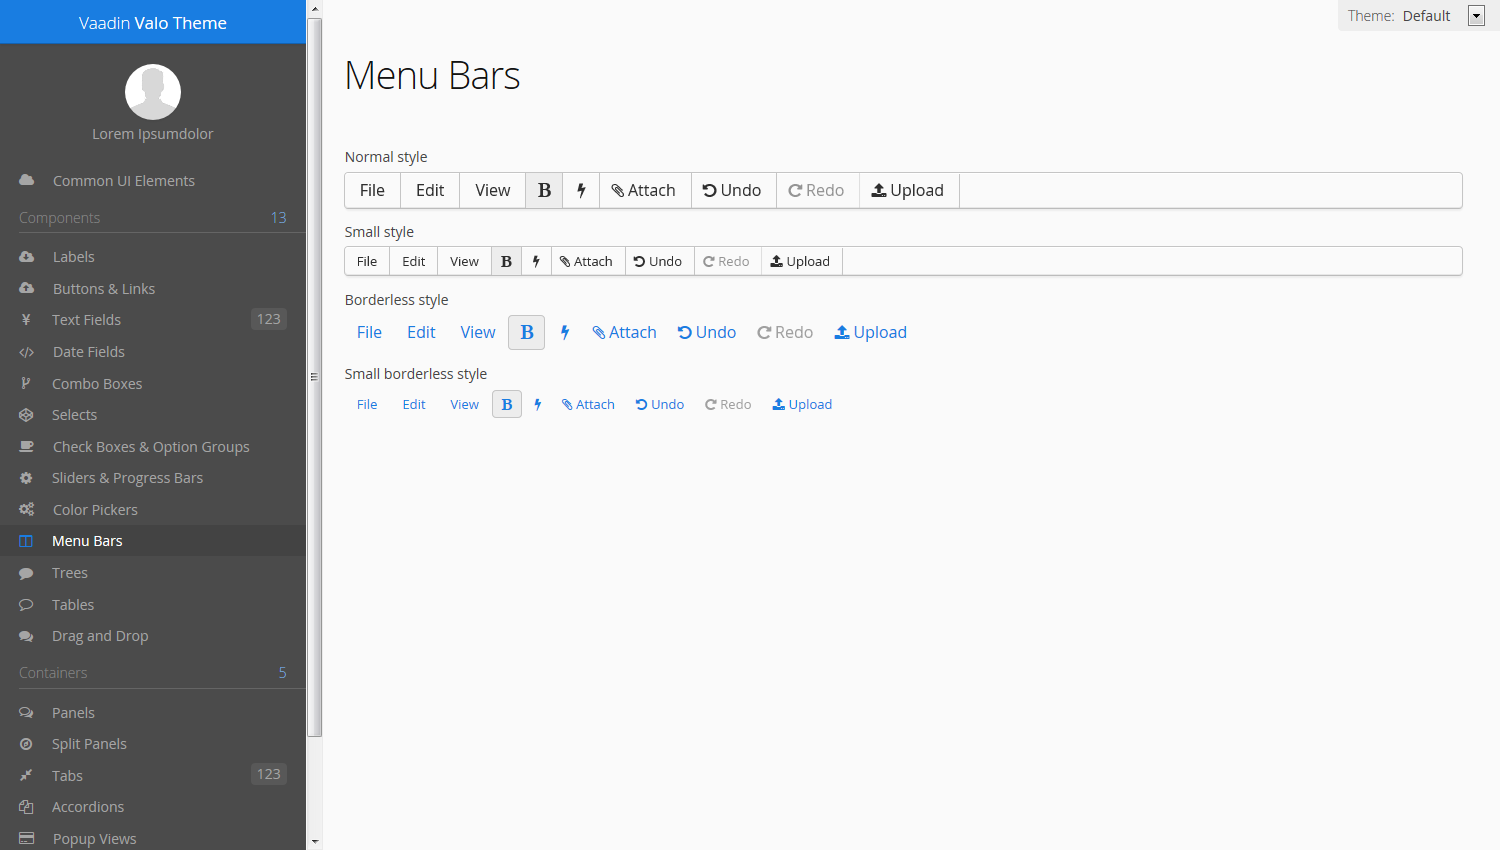 Vaadin Valo Theme
Lorem Ipsumdolor
Common UI Elements
Components 13
Labels
Buttons & Links
Text Fields 123
Date Fields
Combo Boxes
Selects
Check Boxes & Option Groups
Sliders & Progress Bars
Color Pickers
Menu Bars
Trees
Tables
Drag and Drop
Containers 5
Panels
Split Panels
Tabs 123
Accordions
Popup Views
Theme: Default
Menu Bars
Normal style
File Edit View B Attach Undo Redo Upload
Small style
File Edit View B Attach Undo Redo Upload
Borderless style
File Edit View B Attach Undo Redo Upload
Small borderless style
File Edit View B Attach Undo Redo Upload